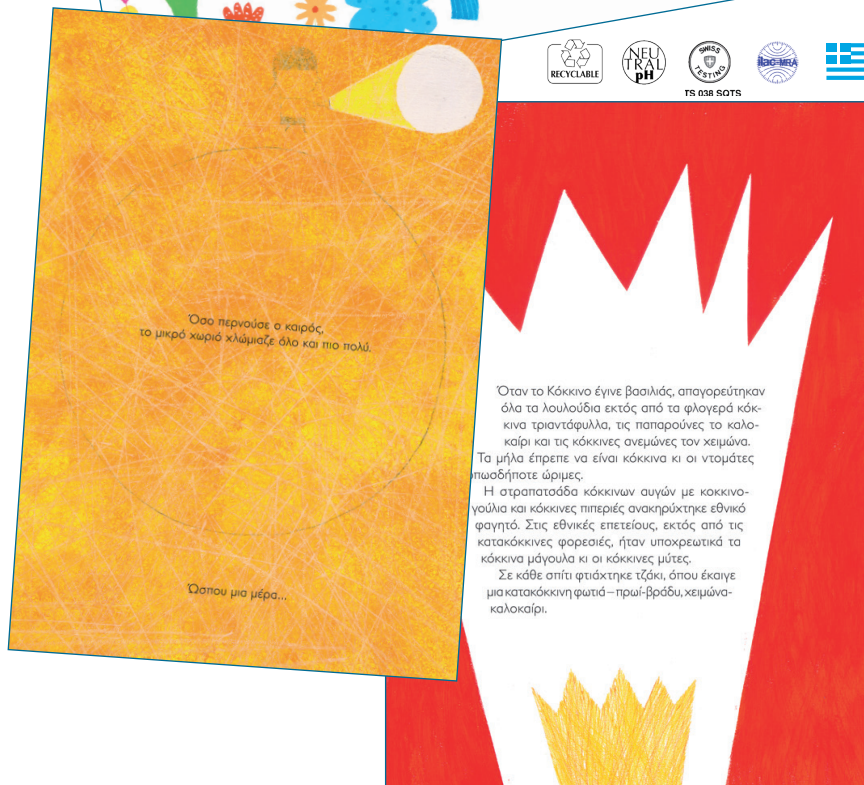 RECYCLABLE
NEU
TRAL
pH
SWISS
TESTING
TS 038 SQTS
ilac-MRA
Όσο περνούσε ο καιρός,
το μικρό χωριό χλώμιαζε όλο και πιο πολύ.
Ώσπου μια μέρα...
Όταν το Κόκκινο έγινε βασιλιάς, απαγορεύτηκαν
όλα τα λουλούδια εκτός από τα φλογερά κόκ-
κινα τριαντάφυλλα, τις παπαρούνες το καλο-
καίρι και τις κόκκινες ανεμώνες τον χειμώνα.
Τα μήλα έπρεπε να είναι κόκκινα κι οι ντομάτες
οπωσδήποτε ώριμες.
Η στραπατσάδα κόκκινων αυγών με κοκκινο-
γούλια και κόκκινες πιπεριές ανακηρύχτηκε εθνικό
φαγητό. Στις εθνικές επετείους, εκτός από τις
κατακόκκινες φορεσιές, ήταν υποχρεωτικά τα
κόκκινα μάγουλα κι οι κόκκινες μύτες.
Σε κάθε σπίτι φτιάχτηκε τζάκι, όπου έκαιγε
μια κατακόκκινη φωτιά – πρωί-βράδυ, χειμώνα-
καλοκαίρι.